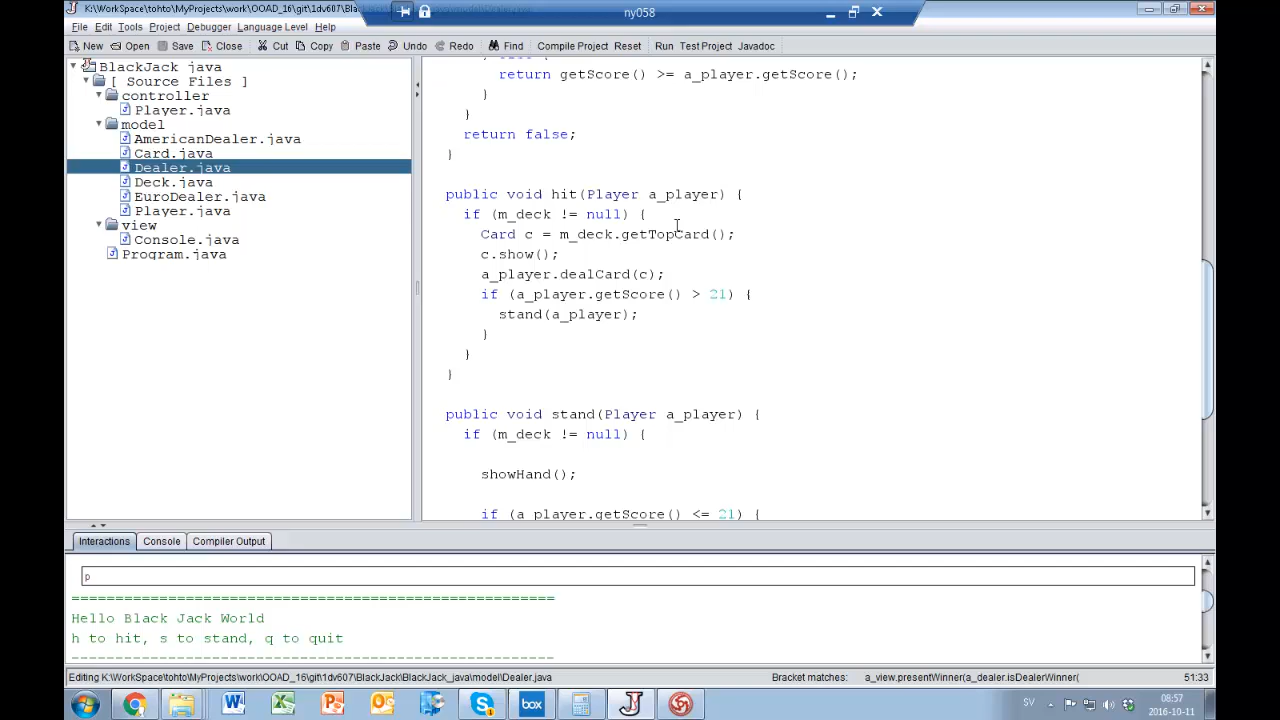 K:\WorkSpace\tohto\MyProjects\work\OOAD_16\git\1dv607\Bl
ny058
File Edit Tools Project Debugger Language Level Help
New Open Save Close Cut Copy Paste Undo Redo Find Compile Project Reset Run Test Project Javadoc
BlackJack java
[ Source Files ]
controller
Player.java
model
AmericanDealer.java
Card.java
Dealer.java
Deck.java
EuroDealer.java
Player.java
view
Console.java
Program.java
return getScore() >= a_player.getScore();
}
}
return false;
}
public void hit(Player a_player) {
if (m_deck != null) {
Card c = m_deck.getTopCard();
c.show();
a_player.dealCard(c);
if (a_player.getScore() > 21) {
stand(a_player);
}
}
}
public void stand(Player a_player) {
if (m_deck != null) {
showHand();
if (a_player.getScore() <= 21) {
Interactions Console Compiler Output
p
=======================================================
Hello Black Jack World
h to hit, s to stand, q to quit
-------------------------------------------------------
Editing K:\WorkSpace\tohto\MyProjects\work\OOAD_16\git\1dv607\BlackJack\BlackJack_java\model\Dealer.java
Bracket matches: a_view.presentWinner(a_dealer.isDealerWinner(
51:33
W X P O S box J
SV
08:57
2016-10-11